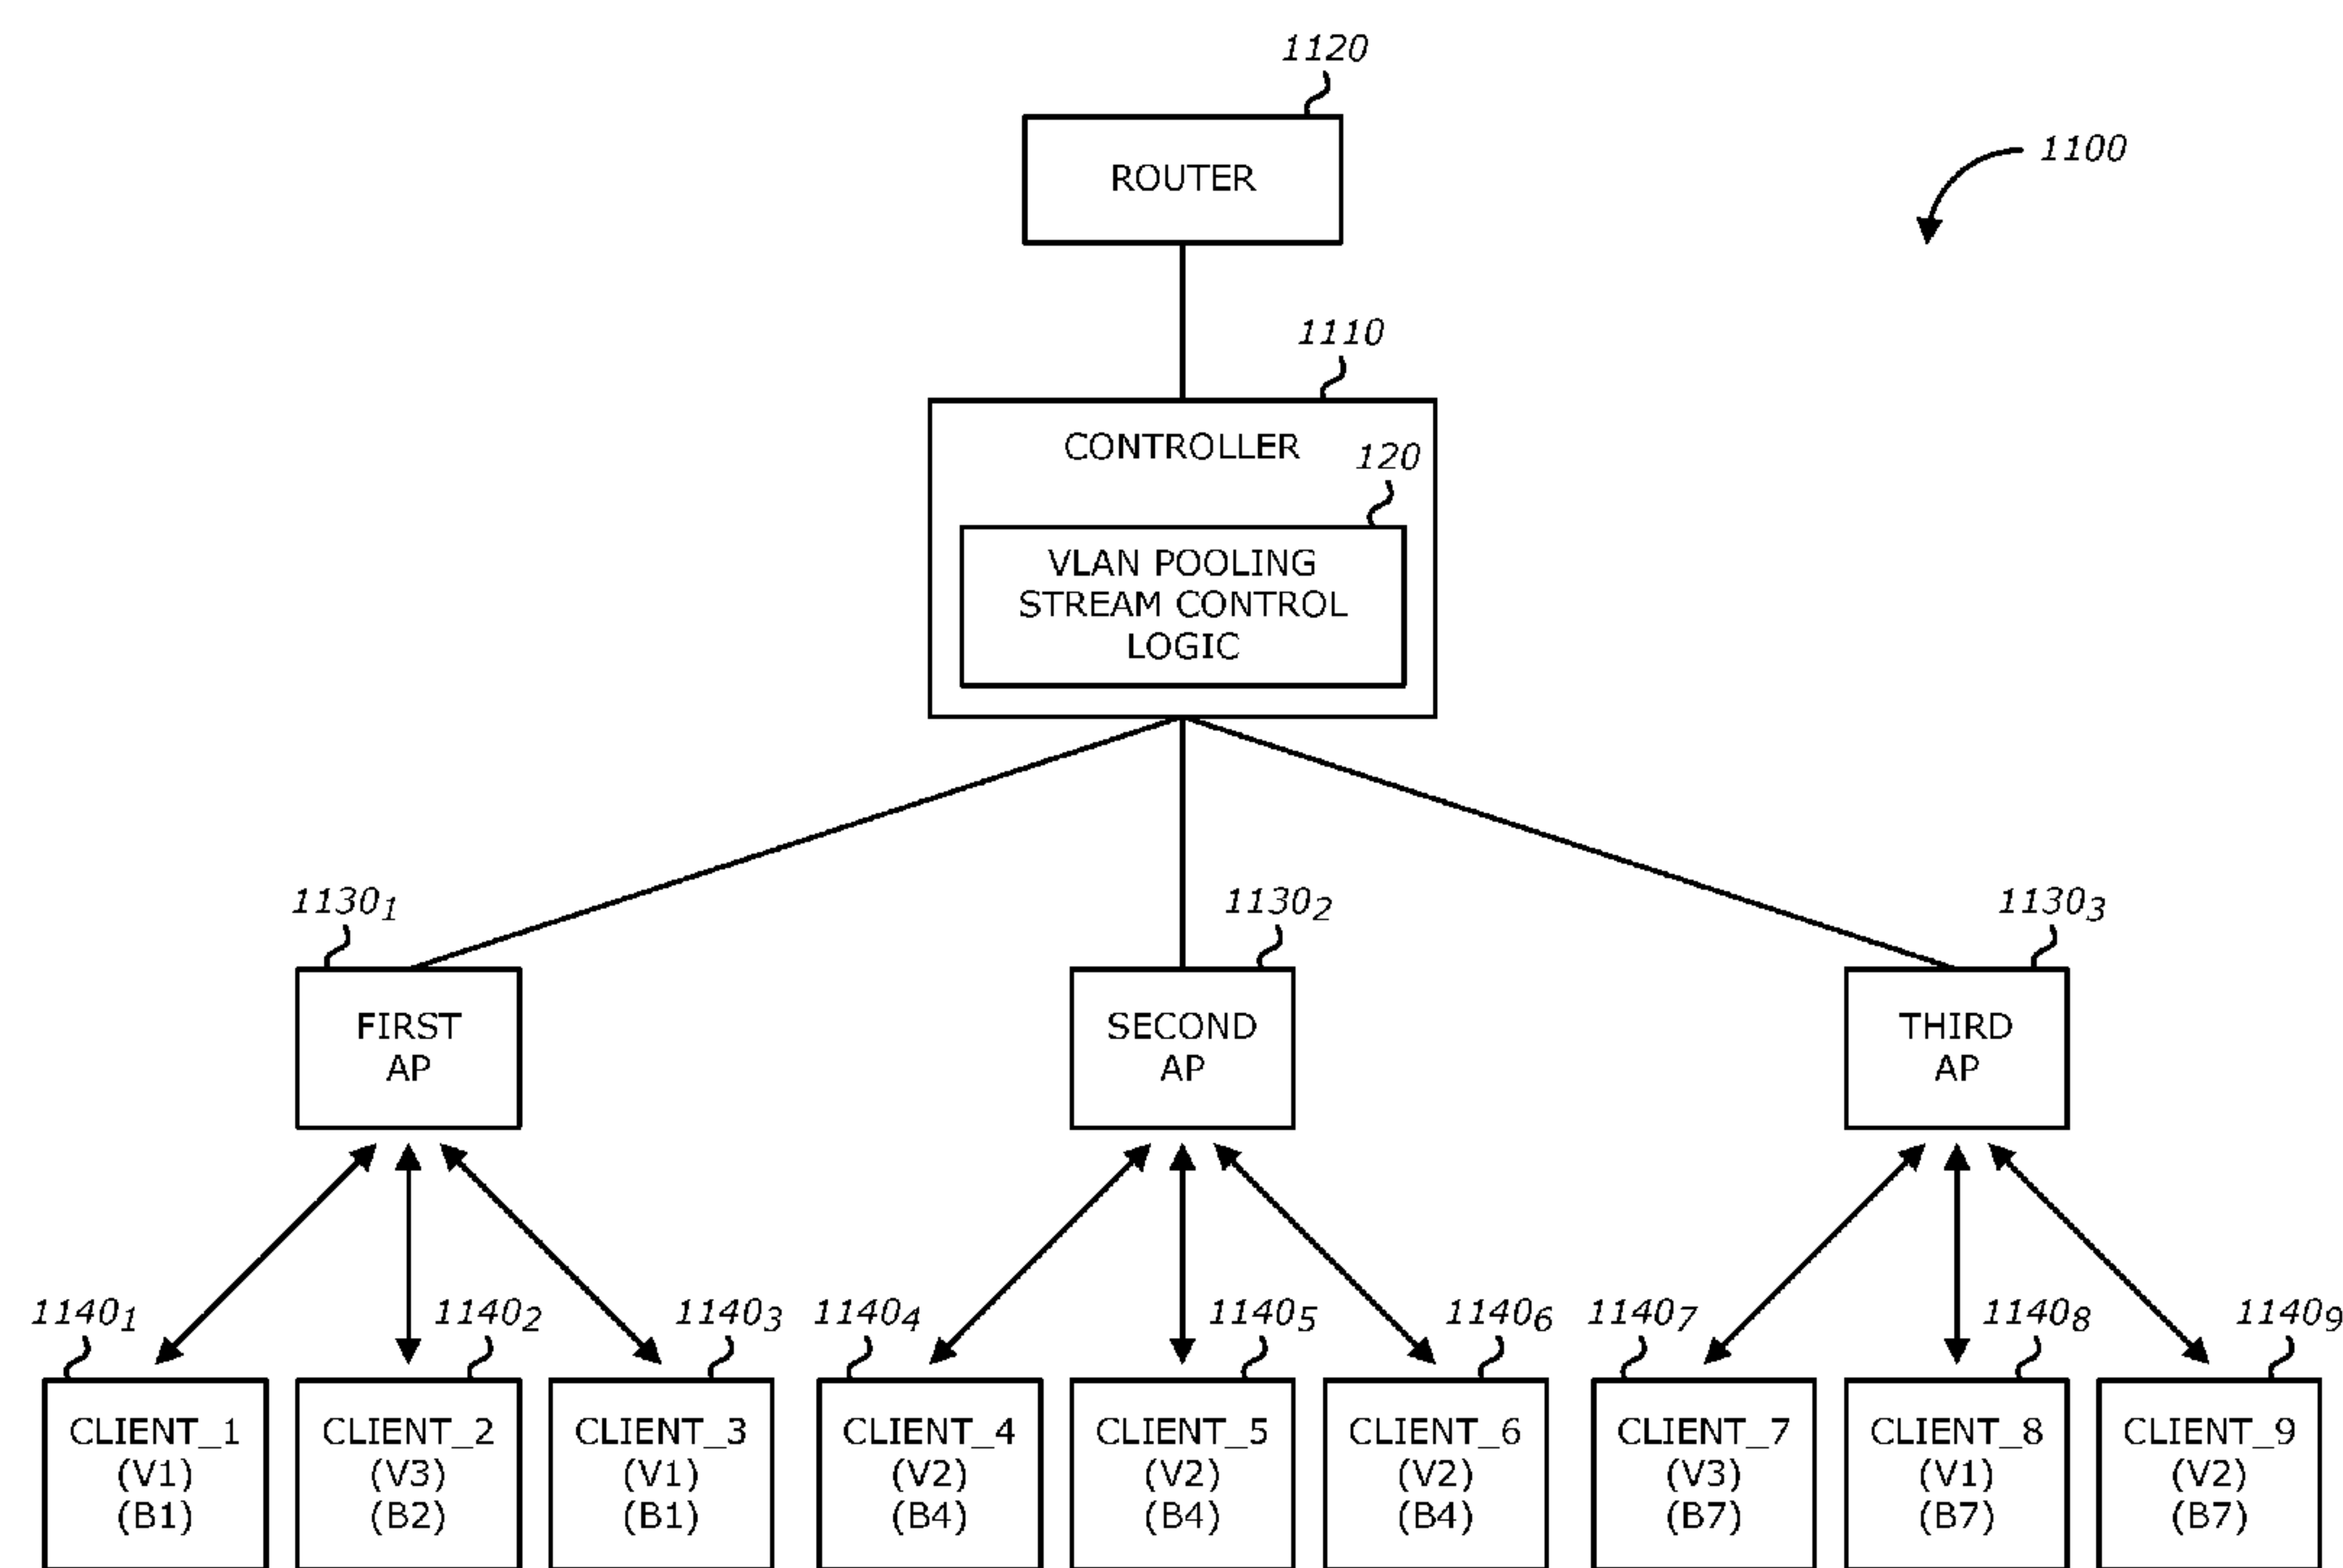 1120
ROUTER
1100
1110
CONTROLLER
120
VLAN POOLING
STREAM CONTROL
LOGIC
1130₁
1130₂
1130₃
FIRST
AP
SECOND
AP
THIRD
AP
1140₁
1140₂
1140₃
1140₄
1140₅
1140₆
1140₇
1140₈
1140₉
CLIENT_1
(V1)
(B1)
CLIENT_2
(V3)
(B2)
CLIENT_3
(V1)
(B1)
CLIENT_4
(V2)
(B4)
CLIENT_5
(V2)
(B4)
CLIENT_6
(V2)
(B4)
CLIENT_7
(V3)
(B7)
CLIENT_8
(V1)
(B7)
CLIENT_9
(V2)
(B7)